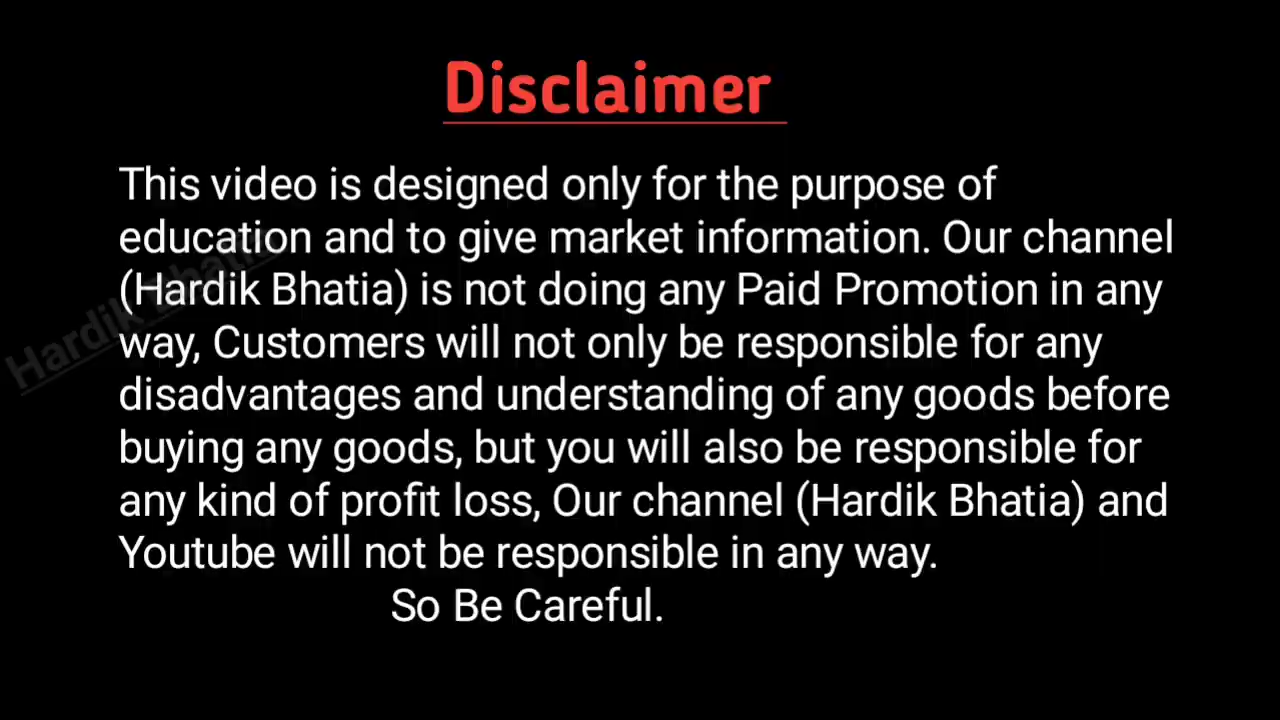 Disclaimer
This video is designed only for the purpose of
education and to give market information. Our channel
(Hardik Bhatia) is not doing any Paid Promotion in any
way, Customers will not only be responsible for any
disadvantages and understanding of any goods before
buying any goods, but you will also be responsible for
any kind of profit loss, Our channel (Hardik Bhatia) and
Youtube will not be responsible in any way.
So Be Careful.
Hardik Bhatia